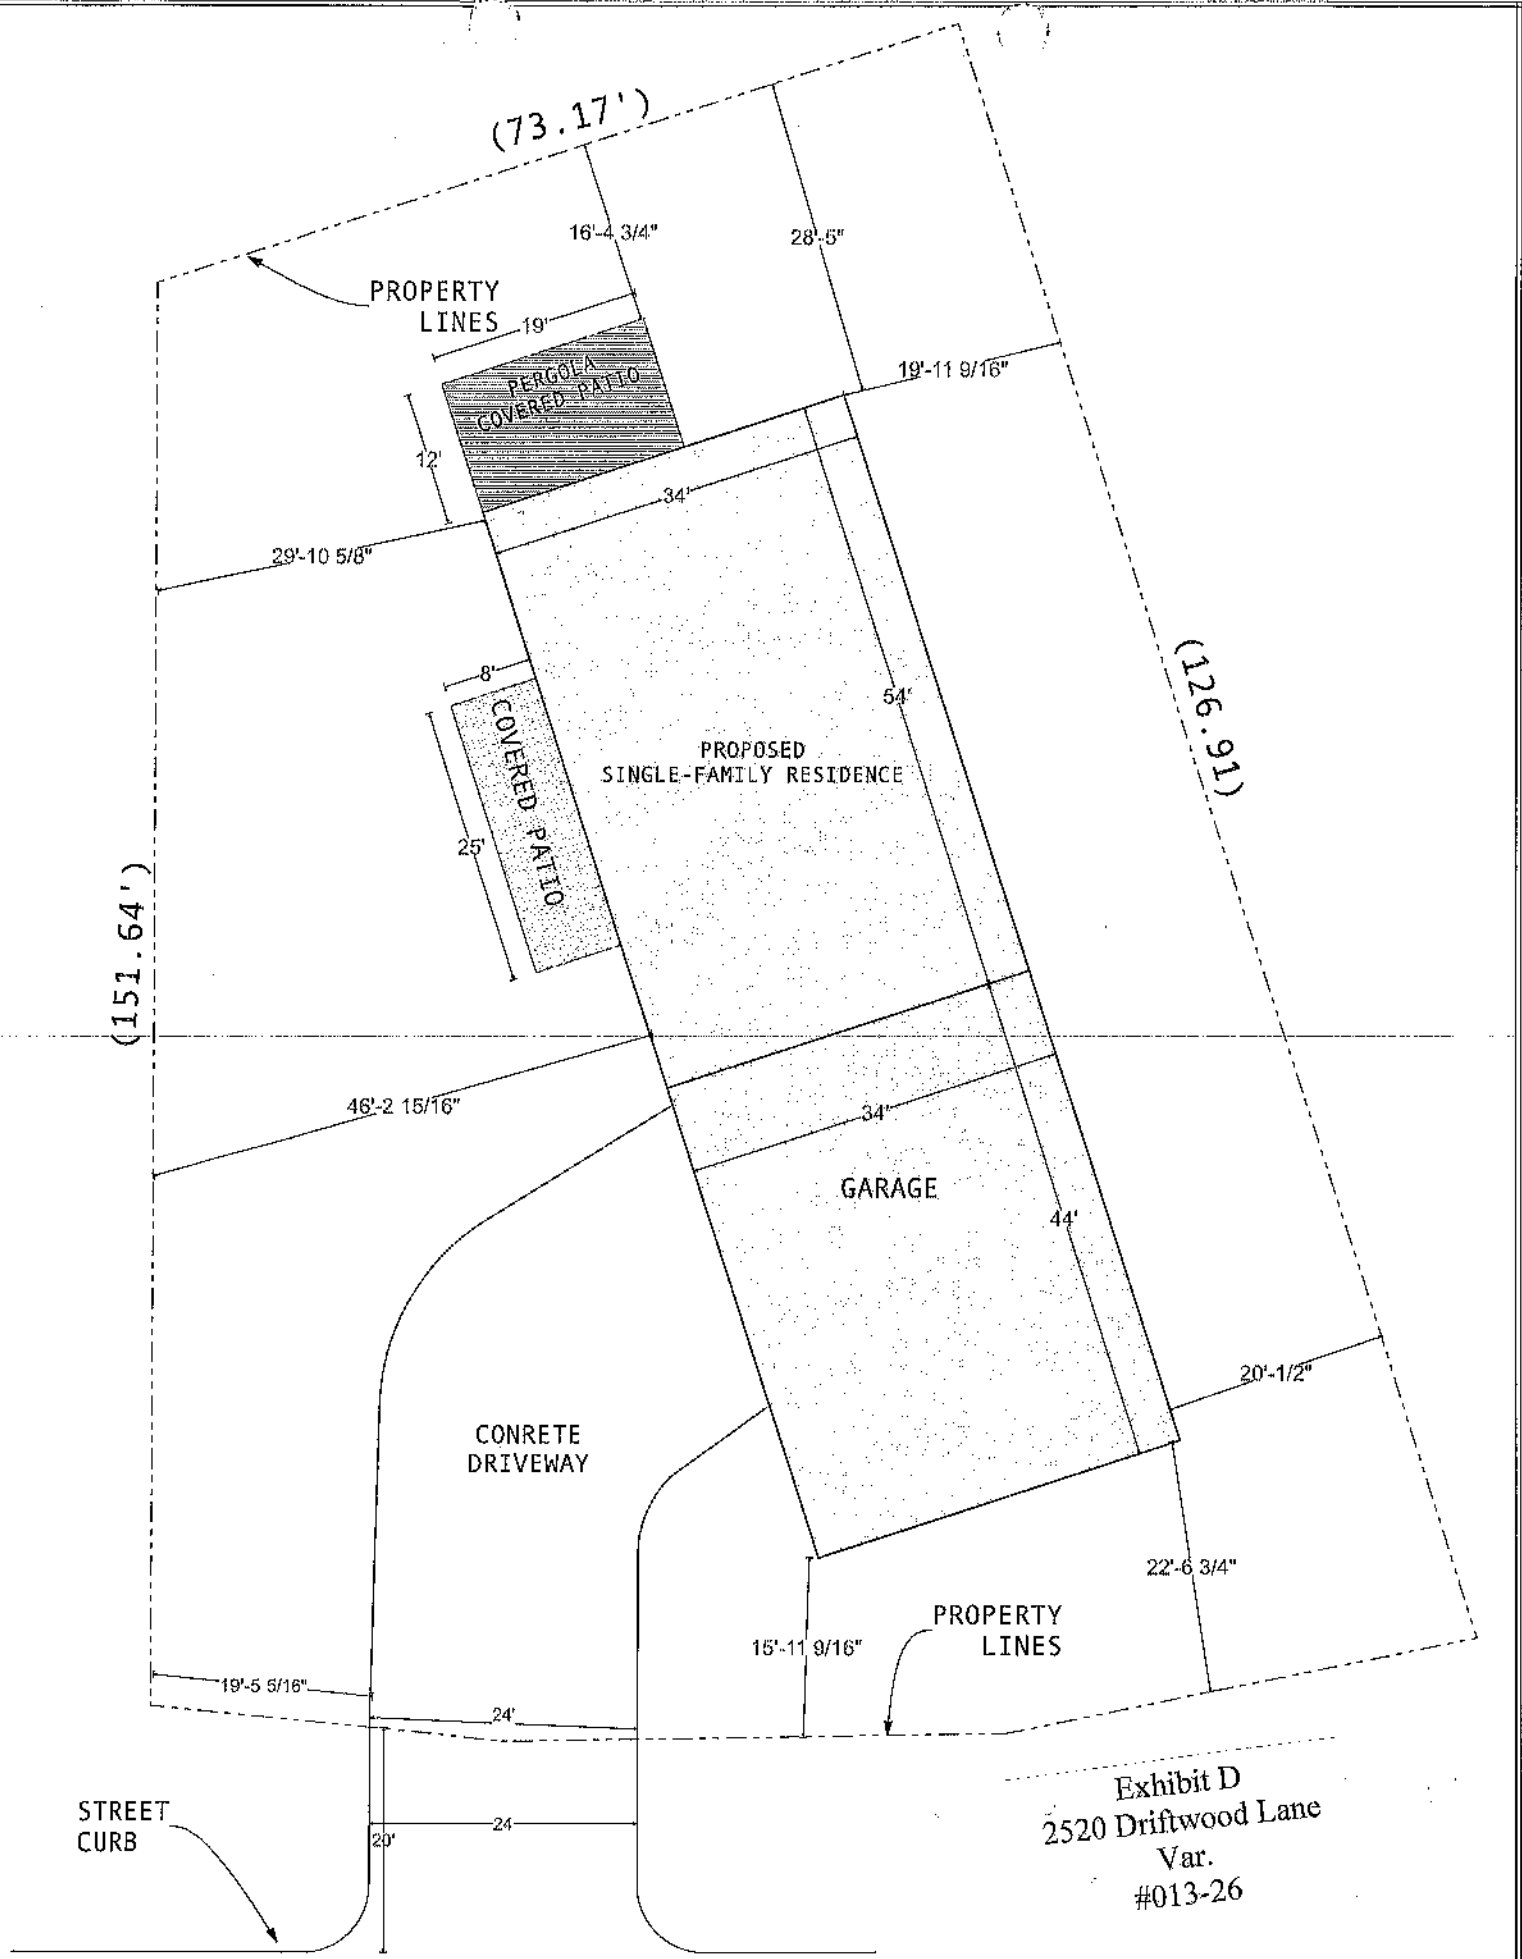 (73.17')
16'-4 3/4"
28'-5"
PROPERTY
LINES
19'
PERGOLA
COVERED PATIO
19'-11 9/16"
12'
34'
29'-10 5/8"
8'
COVERED PATIO
25'
54'
PROPOSED
SINGLE-FAMILY RESIDENCE
(126.91)
(151.64')
46'-2 15/16"
34'
GARAGE
44'
20'-1/2"
CONRETE
DRIVEWAY
22'-6 3/4"
15'-11 9/16"
PROPERTY
LINES
19'-5 5/16"
24'
STREET
CURB
24
20'
Exhibit D
2520 Driftwood Lane
Var.
#013-26